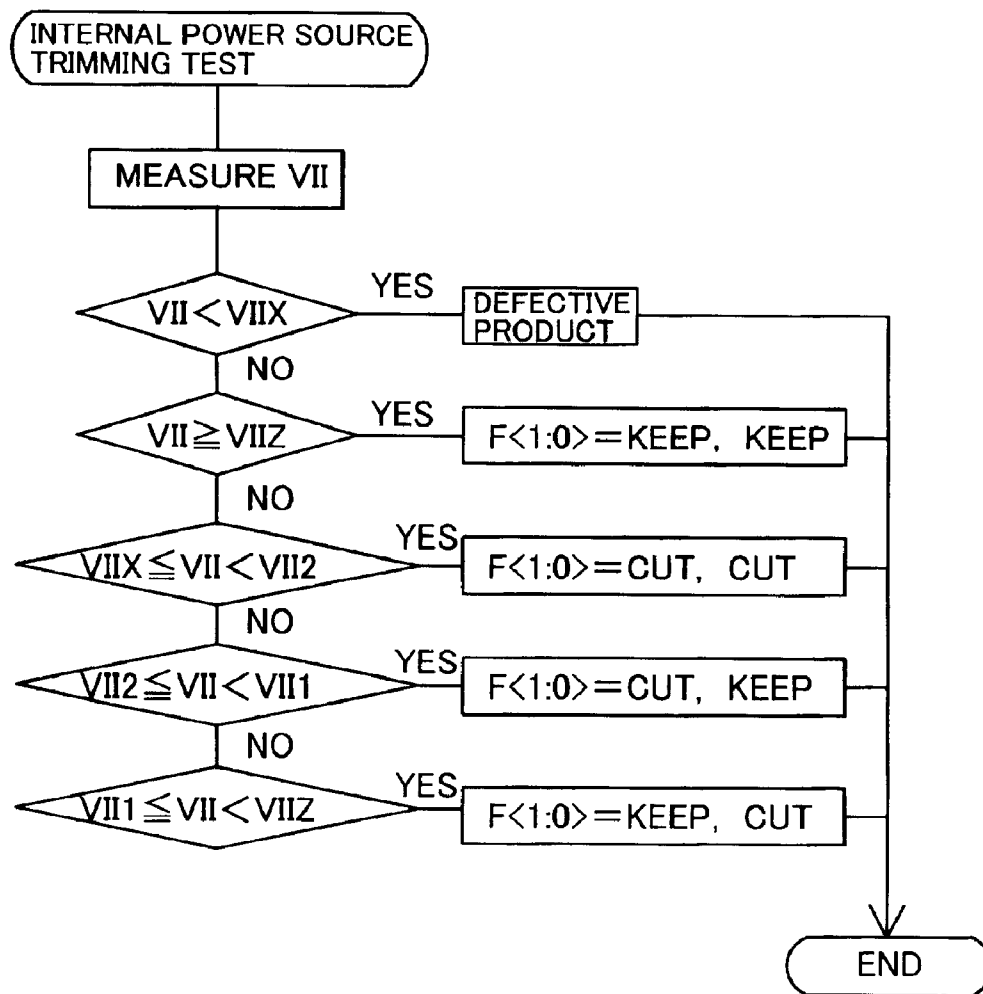 INTERNAL POWER SOURCE
TRIMMING TEST
MEASURE VII
VII<VIIX
YES
DEFECTIVE
PRODUCT
NO
VII≧VIIZ
YES
F<1:0>=KEEP, KEEP
NO
VIIX≦VII<VII2
YES
F<1:0>=CUT, CUT
NO
VII2≦VII<VII1
YES
F<1:0>=CUT, KEEP
NO
VII1≦VII<VIIZ
YES
F<1:0>=KEEP, CUT
END